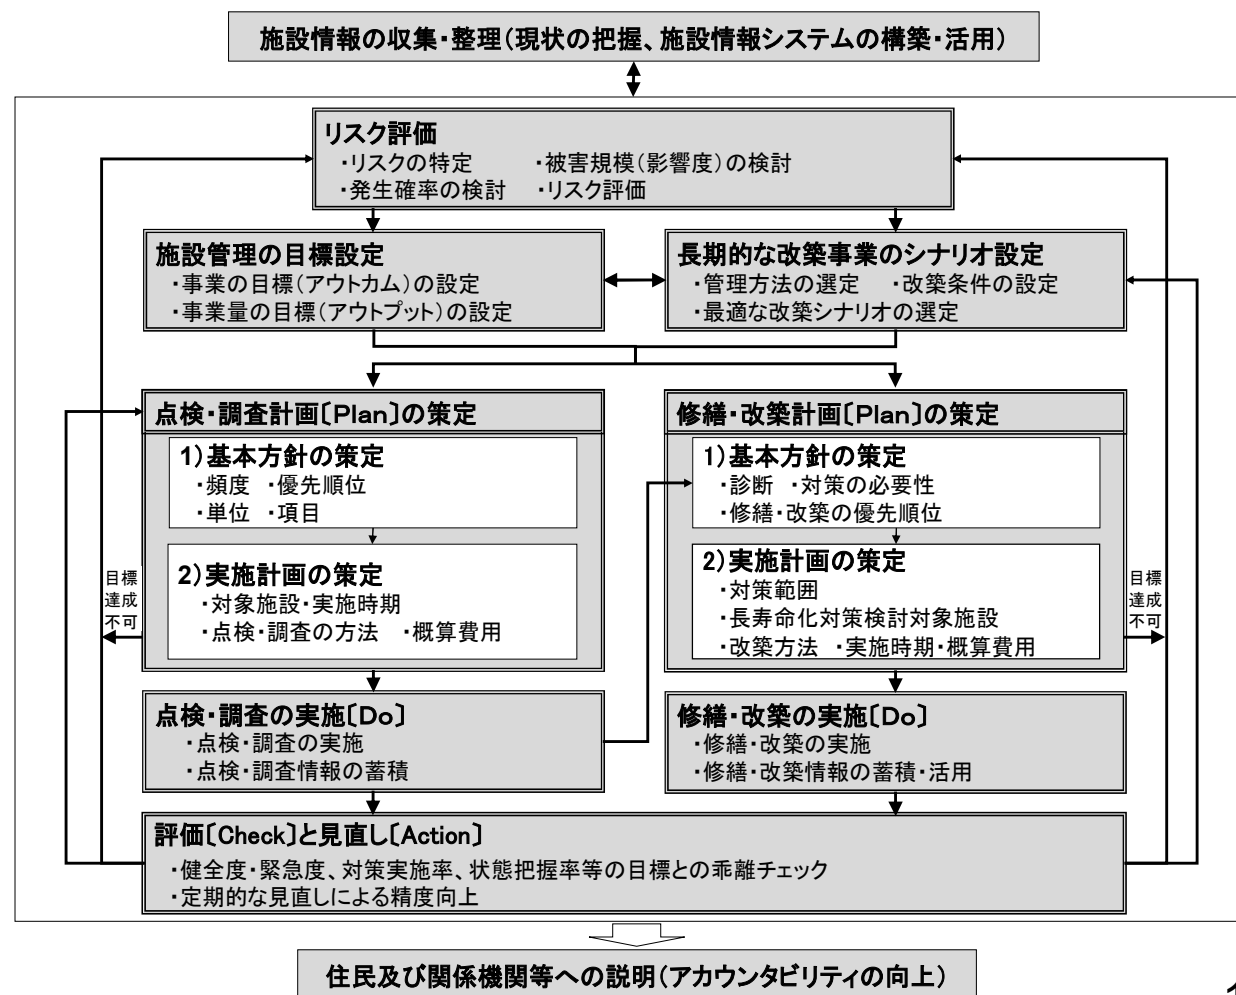 施設情報の収集・整理（現状の把握、施設情報システムの構築・活用）
リスク評価
・リスクの特定　・被害規模（影響度）の検討
・発生確率の検討　・リスク評価
施設管理の目標設定
・事業の目標（アウトカム）の設定
・事業量の目標（アウトプット）の設定
長期的な改築事業のシナリオ設定
・管理方法の選定　・改築条件の設定
・最適な改築シナリオの選定
点検・調査計画〔Plan〕の策定
1）基本方針の策定
・頻度　・優先順位
・単位　・項目
2）実施計画の策定
・対象施設・実施時期
・点検・調査の方法　・概算費用
目標
達成
不可
修繕・改築計画〔Plan〕の策定
1）基本方針の策定
・診断　・対策の必要性
・修繕・改築の優先順位
2）実施計画の策定
・対策範囲
・長寿命化対策検討対象施設
・改築方法　・実施時期・概算費用
目標
達成
不可
点検・調査の実施〔Do〕
・点検・調査の実施
・点検・調査情報の蓄積
修繕・改築の実施〔Do〕
・修繕・改築の実施
・修繕・改築情報の蓄積・活用
評価〔Check〕と見直し〔Action〕
・健全度・緊急度、対策実施率、状態把握率等の目標との乖離チェック
・定期的な見直しによる精度向上
住民及び関係機関等への説明（アカウンタビリティの向上）